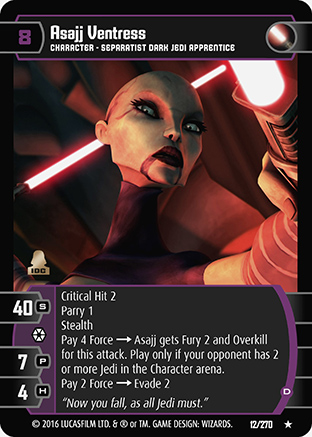 8
Asajj Ventress
CHARACTER - SEPARATIST DARK JEDI APPRENTICE
IDC
40 S
7 P
4 H
Critical Hit 2
Parry 1
Stealth
Pay 4 Force → Asajj gets Fury 2 and Overkill
for this attack. Play only if your opponent has 2
or more Jedi in the Character arena.
Pay 2 Force → Evade 2
“Now you fall, as all Jedi must.”
D
© 2016 LUCASFILM LTD. & ® or TM. GAME DESIGN: WIZARDS.
12/270 ★